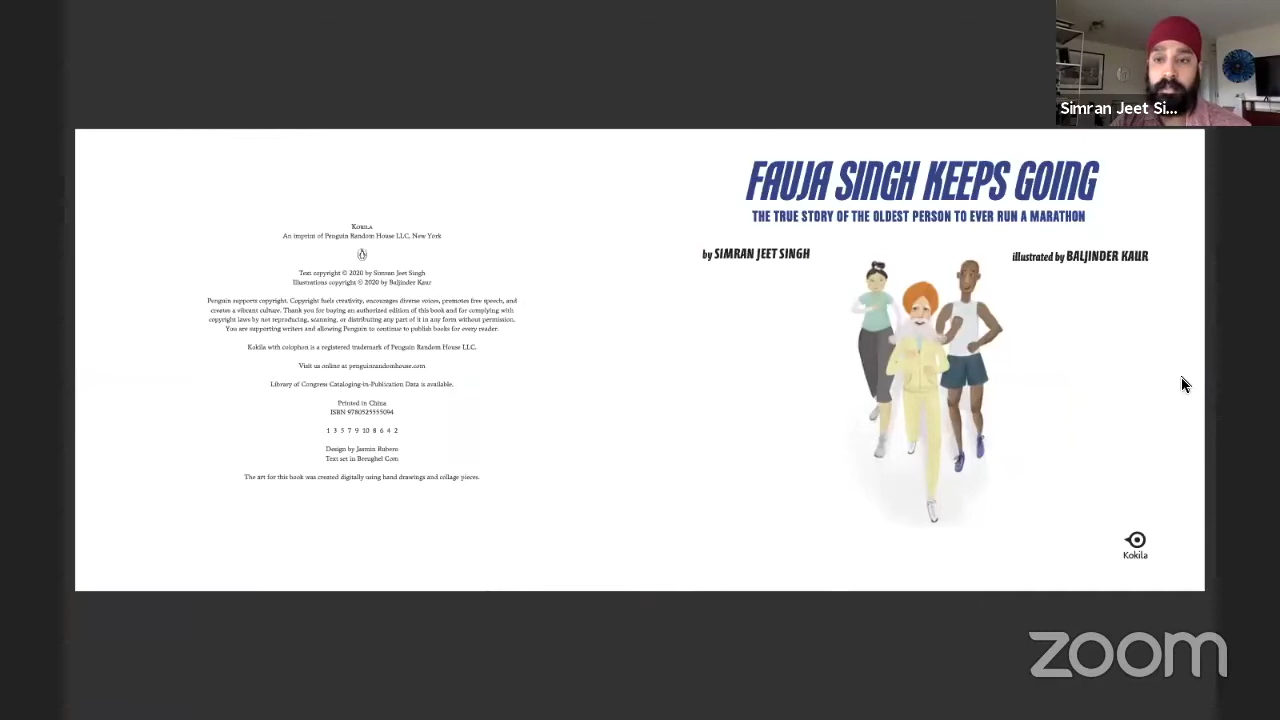 Simran Jeet Si...
KOKILA
An imprint of Penguin Random House LLC, New York
Text copyright © 2020 by Simran Jeet Singh
Illustrations copyright © 2020 by Baljinder Kaur
Penguin supports copyright. Copyright fuels creativity, encourages diverse voices, promotes free speech, and
creates a vibrant culture. Thank you for buying an authorized edition of this book and for complying with
copyright laws by not reproducing, scanning, or distributing any part of it in any form without permission.
You are supporting writers and allowing Penguin to continue to publish books for every reader.
Kokila with colophon is a registered trademark of Penguin Random House LLC.
Visit us online at penguinrandomhouse.com
Library of Congress Cataloging-in-Publication Data is available.
Printed in China
ISBN 9780525555094
1 3 5 7 9 10 8 6 4 2
Design by Jasmin Rubero
Text set in Breughel Com
The art for this book was created digitally using hand drawings and collage pieces.
FAUJA SINGH KEEPS GOING
THE TRUE STORY OF THE OLDEST PERSON TO EVER RUN A MARATHON
by SIMRAN JEET SINGH
illustrated by BALJINDER KAUR
Kokila
zoom